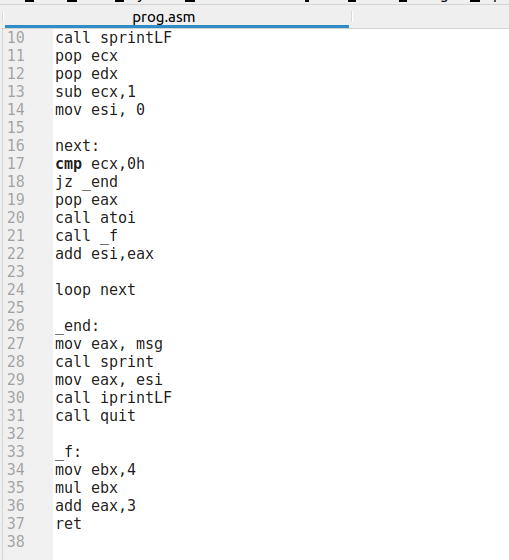 prog.asm
10 call sprintLF
11 pop ecx
12 pop edx
13 sub ecx,1
14 mov esi, 0
15
16 next:
17 cmp ecx,0h
18 jz _end
19 pop eax
20 call atoi
21 call _f
22 add esi,eax
23
24 loop next
25
26 _end:
27 mov eax, msg
28 call sprint
29 mov eax, esi
30 call iprintLF
31 call quit
32
33 _f:
34 mov ebx,4
35 mul ebx
36 add eax,3
37 ret
38